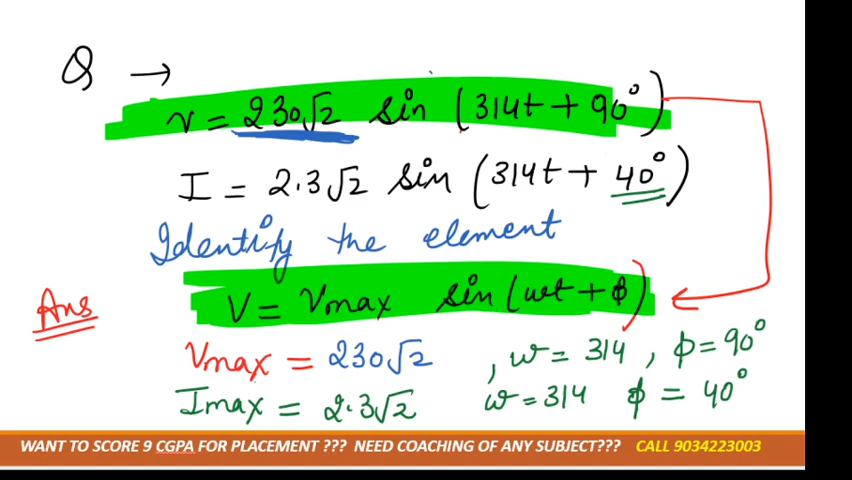 Q →
v = 230√2 sin (314t + 90°)
I = 2.3√2 sin (314t + 40°)
Identify the element
Ans
V = Vmax sin (wt + ϕ)
Vmax = 230√2 , w = 314 , ϕ = 90°
Imax = 2.3√2 w = 314 ϕ = 40°
WANT TO SCORE 9 CGPA FOR PLACEMENT ??? NEED COACHING OF ANY SUBJECT??? CALL 9034223003